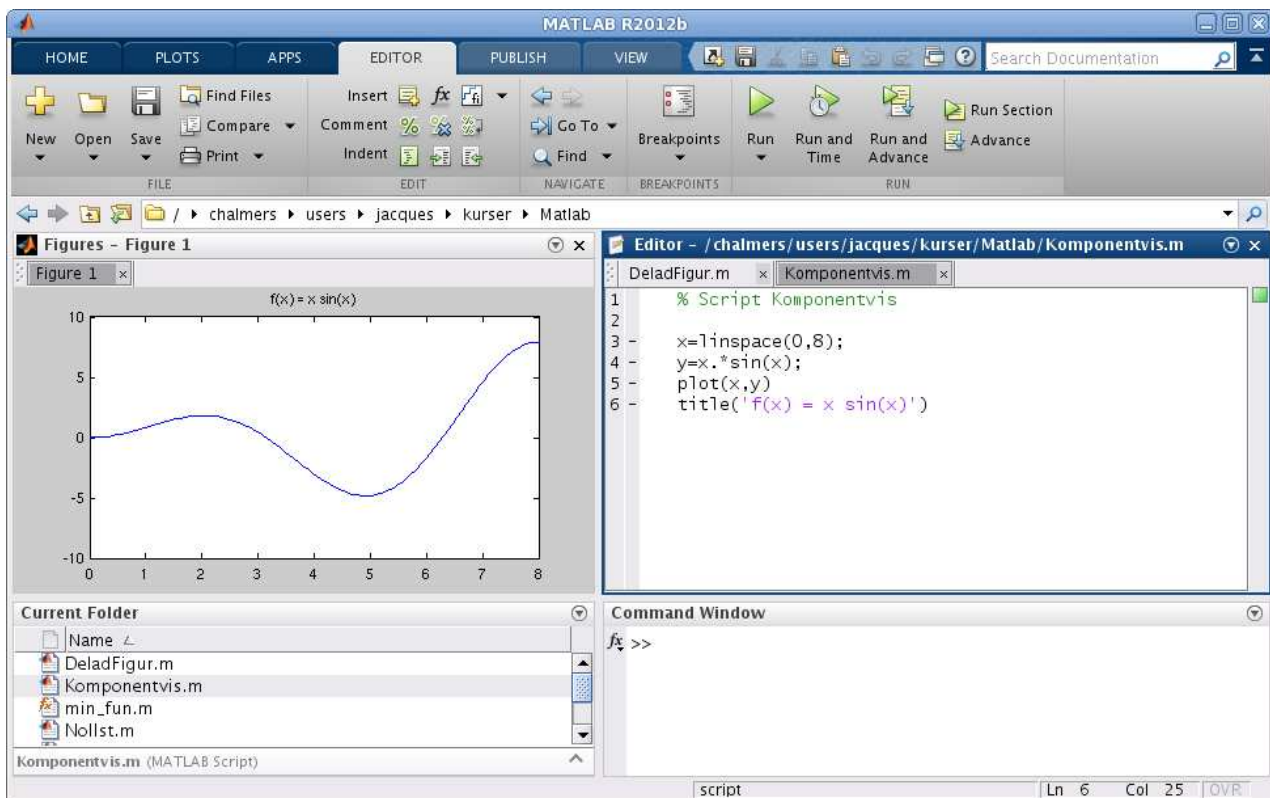 MATLAB R2012b
HOME PLOTS APPS EDITOR PUBLISH VIEW Search Documentation
New Open Save Find Files Compare Print
FILE
Insert fx fi
Comment % %
Indent
EDIT
Go To
Find
NAVIGATE
Breakpoints
BREAKPOINTS
Run Run and Time Run and Advance Run Section Advance
RUN
/ chalmers users jacques kurser Matlab
Figures - Figure 1
Figure 1
f(x) = x sin(x)
10
5
0
-5
-10
0 1 2 3 4 5 6 7 8
Editor - /chalmers/users/jacques/kurser/Matlab/Komponentvis.m
DeladFigur.m Komponentvis.m
1 % Script Komponentvis
2
3 - x=linspace(0,8);
4 - y=x.*sin(x);
5 - plot(x,y)
6 - title('f(x) = x sin(x)')
Current Folder
Name
DeladFigur.m
Komponentvis.m
min_fun.m
Nollst.m
Komponentvis.m (MATLAB Script)
Command Window
fx >>
script Ln 6 Col 25 OVR